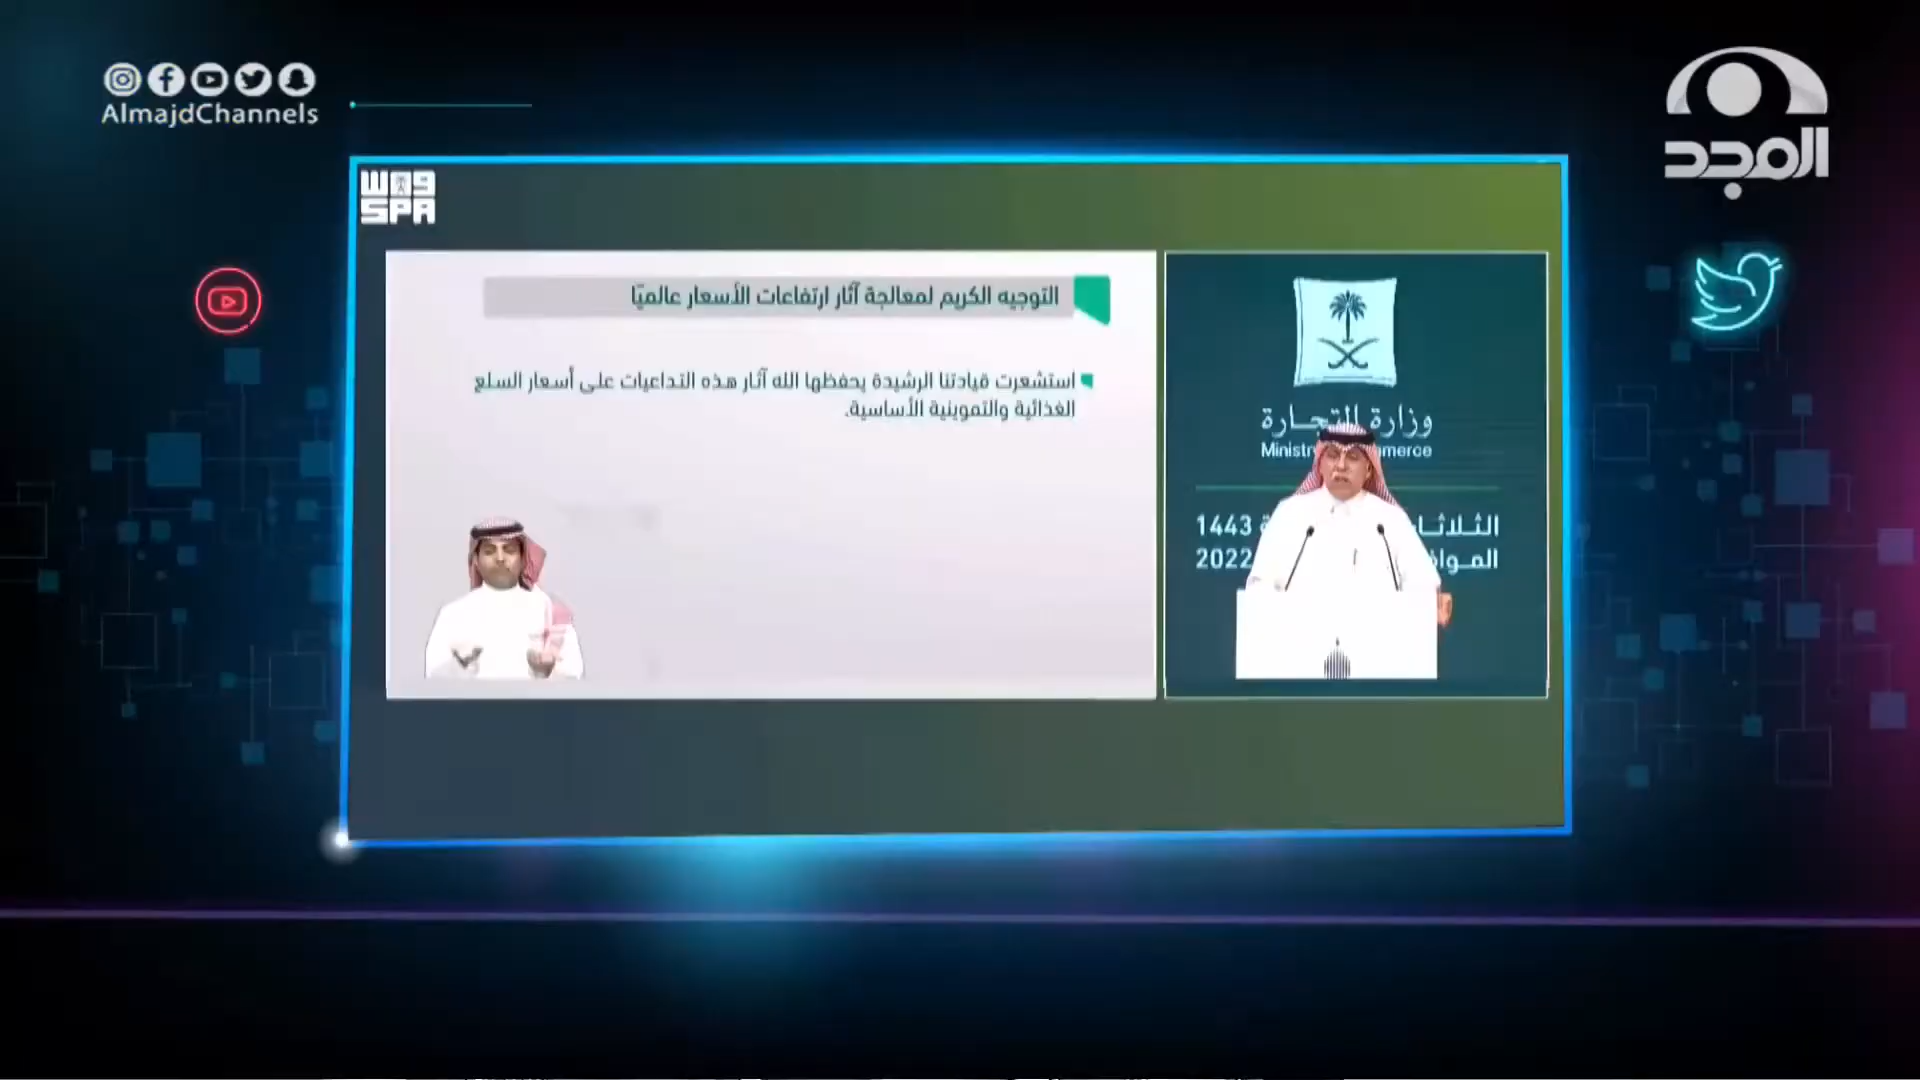 AlmajdChannels
المجد
واس
SPA
التوجيه الكريم لمعالجة آثار ارتفاعات الأسعار عالميًا
استشعرت قيادتنا الرشيدة يحفظها الله آثار هذه التداعيات على أسعار السلع
الغذائية والتموينية الأساسية.
وزارة التجارة
1443
2022